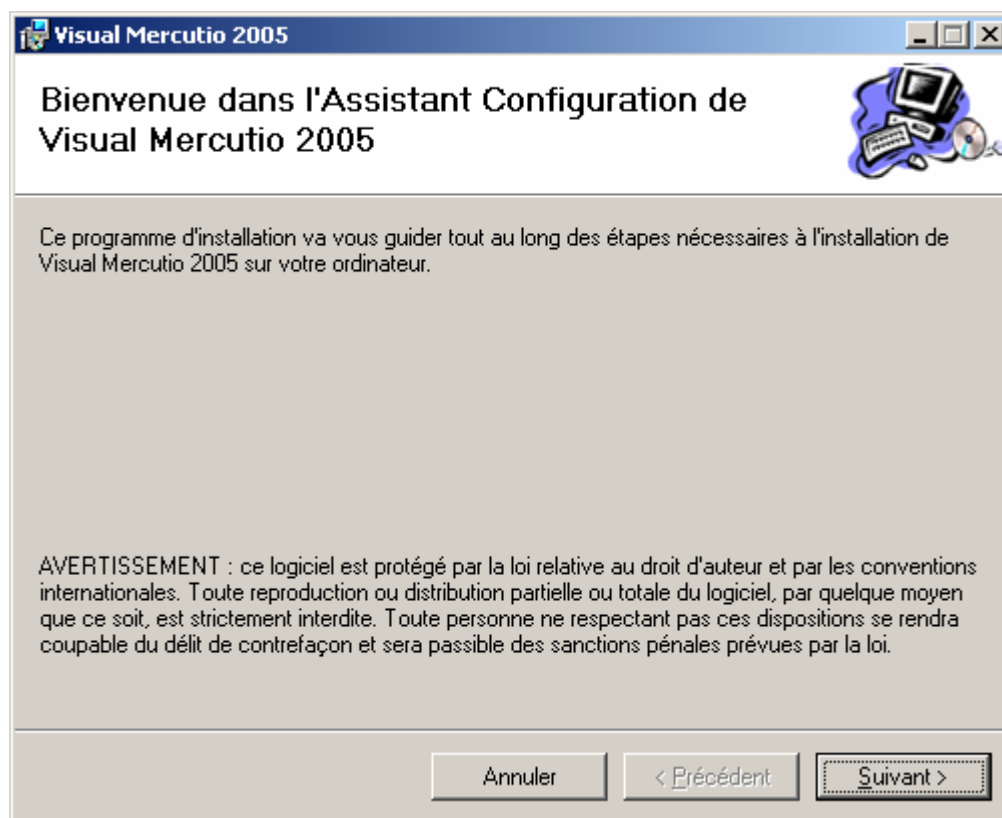 Visual Mercutio 2005
Bienvenue dans l'Assistant Configuration de
Visual Mercutio 2005
Ce programme d'installation va vous guider tout au long des étapes nécessaires à l'installation de
Visual Mercutio 2005 sur votre ordinateur.
AVERTISSEMENT : ce logiciel est protégé par la loi relative au droit d'auteur et par les conventions
internationales. Toute reproduction ou distribution partielle ou totale du logiciel, par quelque moyen
que ce soit, est strictement interdite. Toute personne ne respectant pas ces dispositions se rendra
coupable du délit de contrefaçon et sera passible des sanctions pénales prévues par la loi.
Annuler < Précédent Suivant >